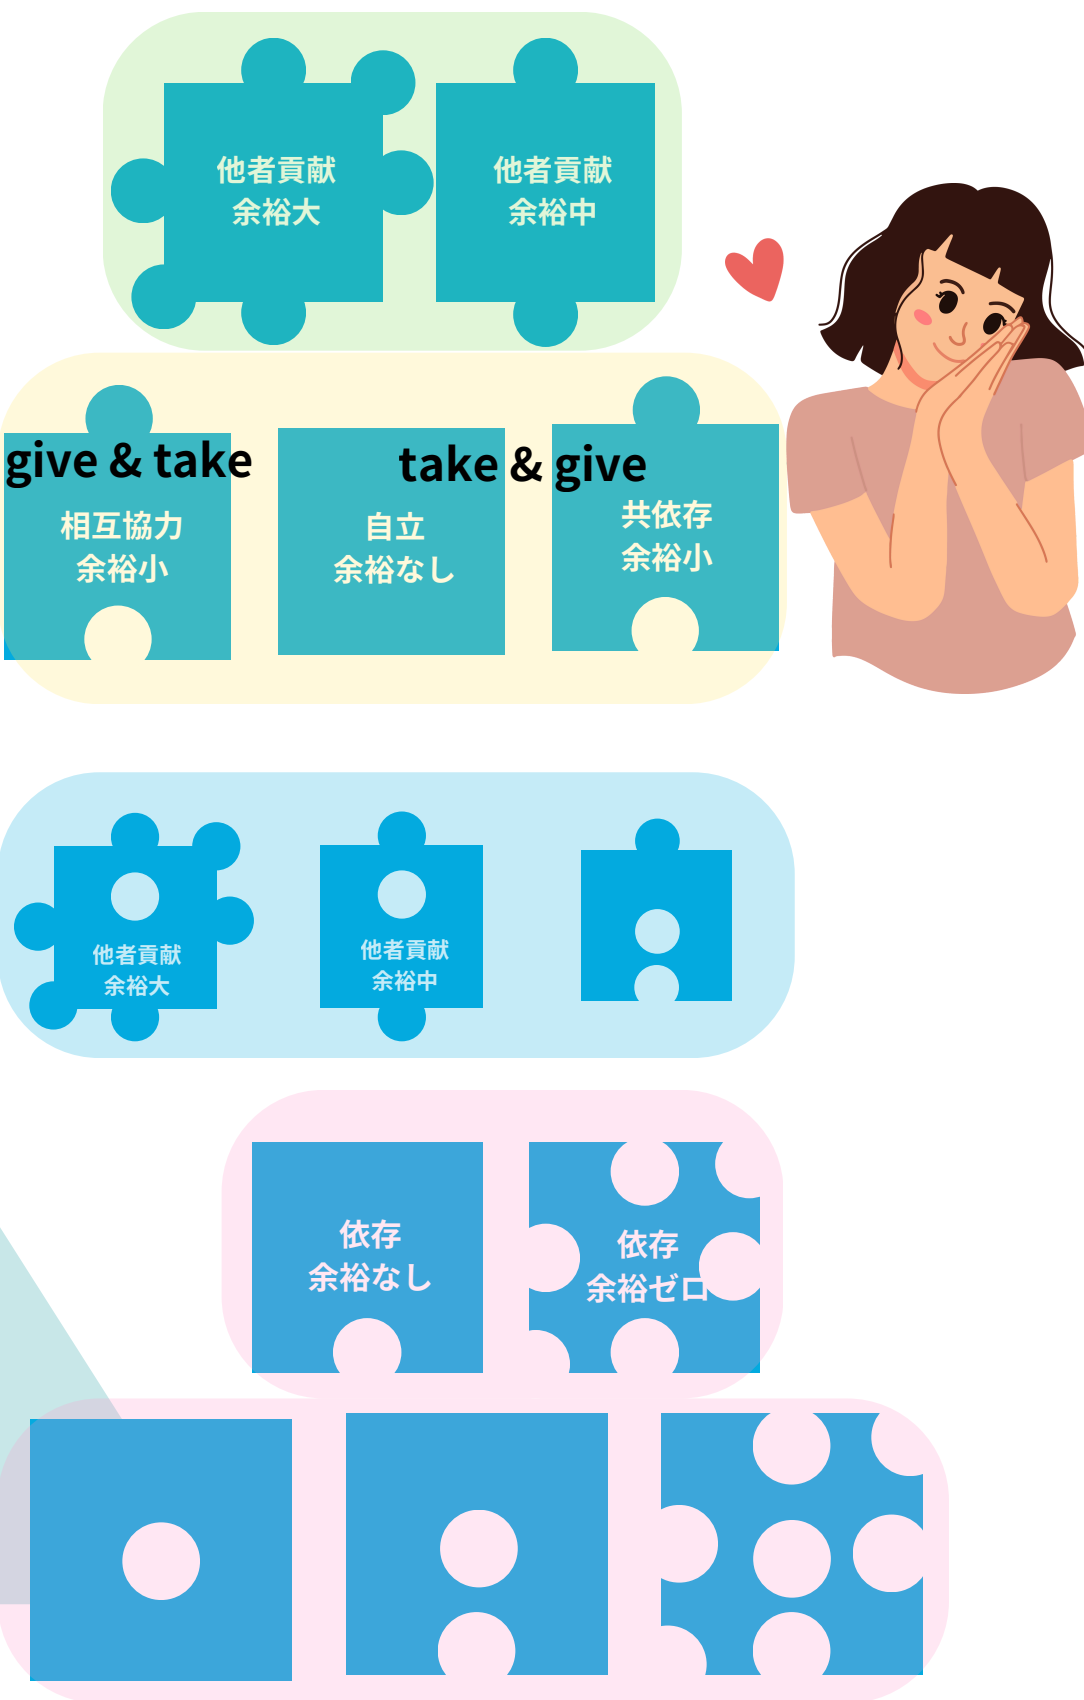 他者貢献
余裕大
他者貢献
余裕中
give & take
相互協力
余裕小
自立
余裕なし
take & give
共依存
余裕小
他者貢献
余裕大
他者貢献
余裕中
依存
余裕なし
依存
余裕ゼロ